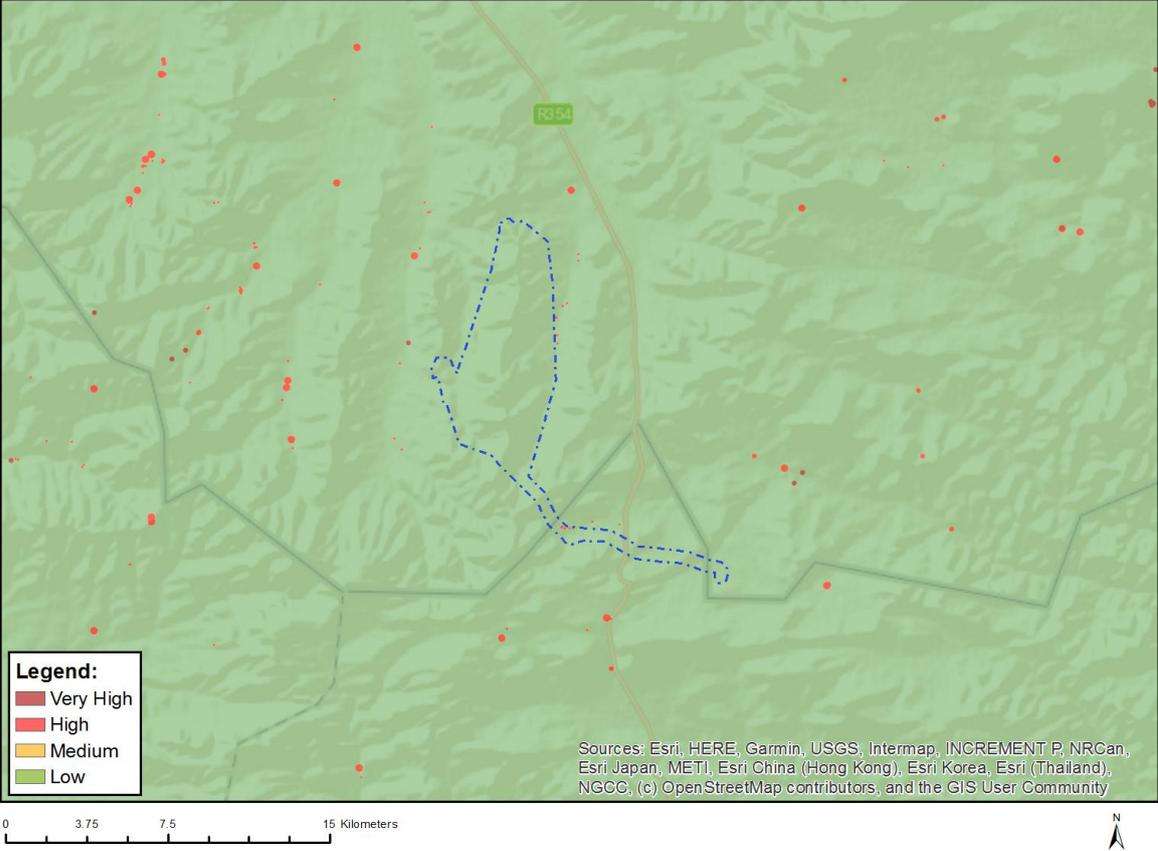 R354
Legend:
Very High
High
Medium
Low
Sources: Esri, HERE, Garmin, USGS, Intermap, INCREMENT P, NRCan,
Esri Japan, METI, Esri China (Hong Kong), Esri Korea, Esri (Thailand),
NGCC, (c) OpenStreetMap contributors, and the GIS User Community
0 3.75 7.5 15 Kilometers
N